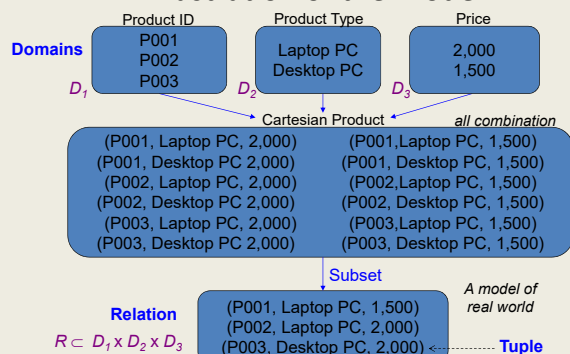 Product ID
Product Type
Price
Domains
P001
P002
P003
Laptop PC
Desktop PC
2,000
1,500
D1
D2
D3
Cartesian Product
all combination
(P001, Laptop PC, 2,000)
(P001,Laptop PC, 1,500)
(P001, Desktop PC 2,000)
(P001, Desktop PC, 1,500)
(P002, Laptop PC, 2,000)
(P002,Laptop PC, 1,500)
(P002, Desktop PC 2,000)
(P002, Desktop PC, 1,500)
(P003, Laptop PC, 2,000)
(P003,Laptop PC, 1,500)
(P003, Desktop PC 2,000)
(P003, Desktop PC, 1,500)
Subset
A model of
real world
Relation
R ⊂ D1 x D2 x D3
(P001, Laptop PC, 1,500)
(P002, Laptop PC, 2,000)
(P003, Desktop PC, 2,000)
Tuple